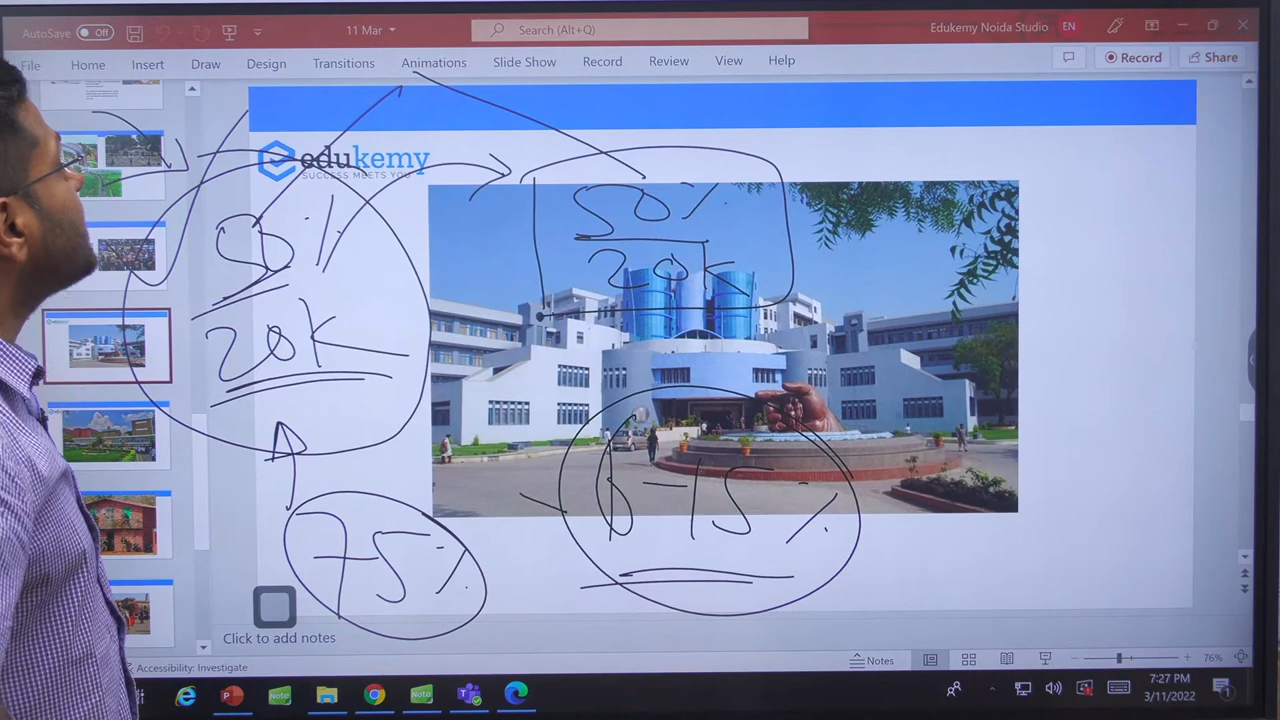 AutoSave Off
11 Mar
Search (Alt+Q)
Edukemy Noida Studio EN
File Home Insert Draw Design Transitions Animations Slide Show Record Review View Help
Record Share
edukemy
SUCCESS MEETS YOU
50%
20K
50%
20K
75%
8-15%
Click to add notes
Accessibility: Investigate
Notes
76%
7:27 PM
3/11/2022